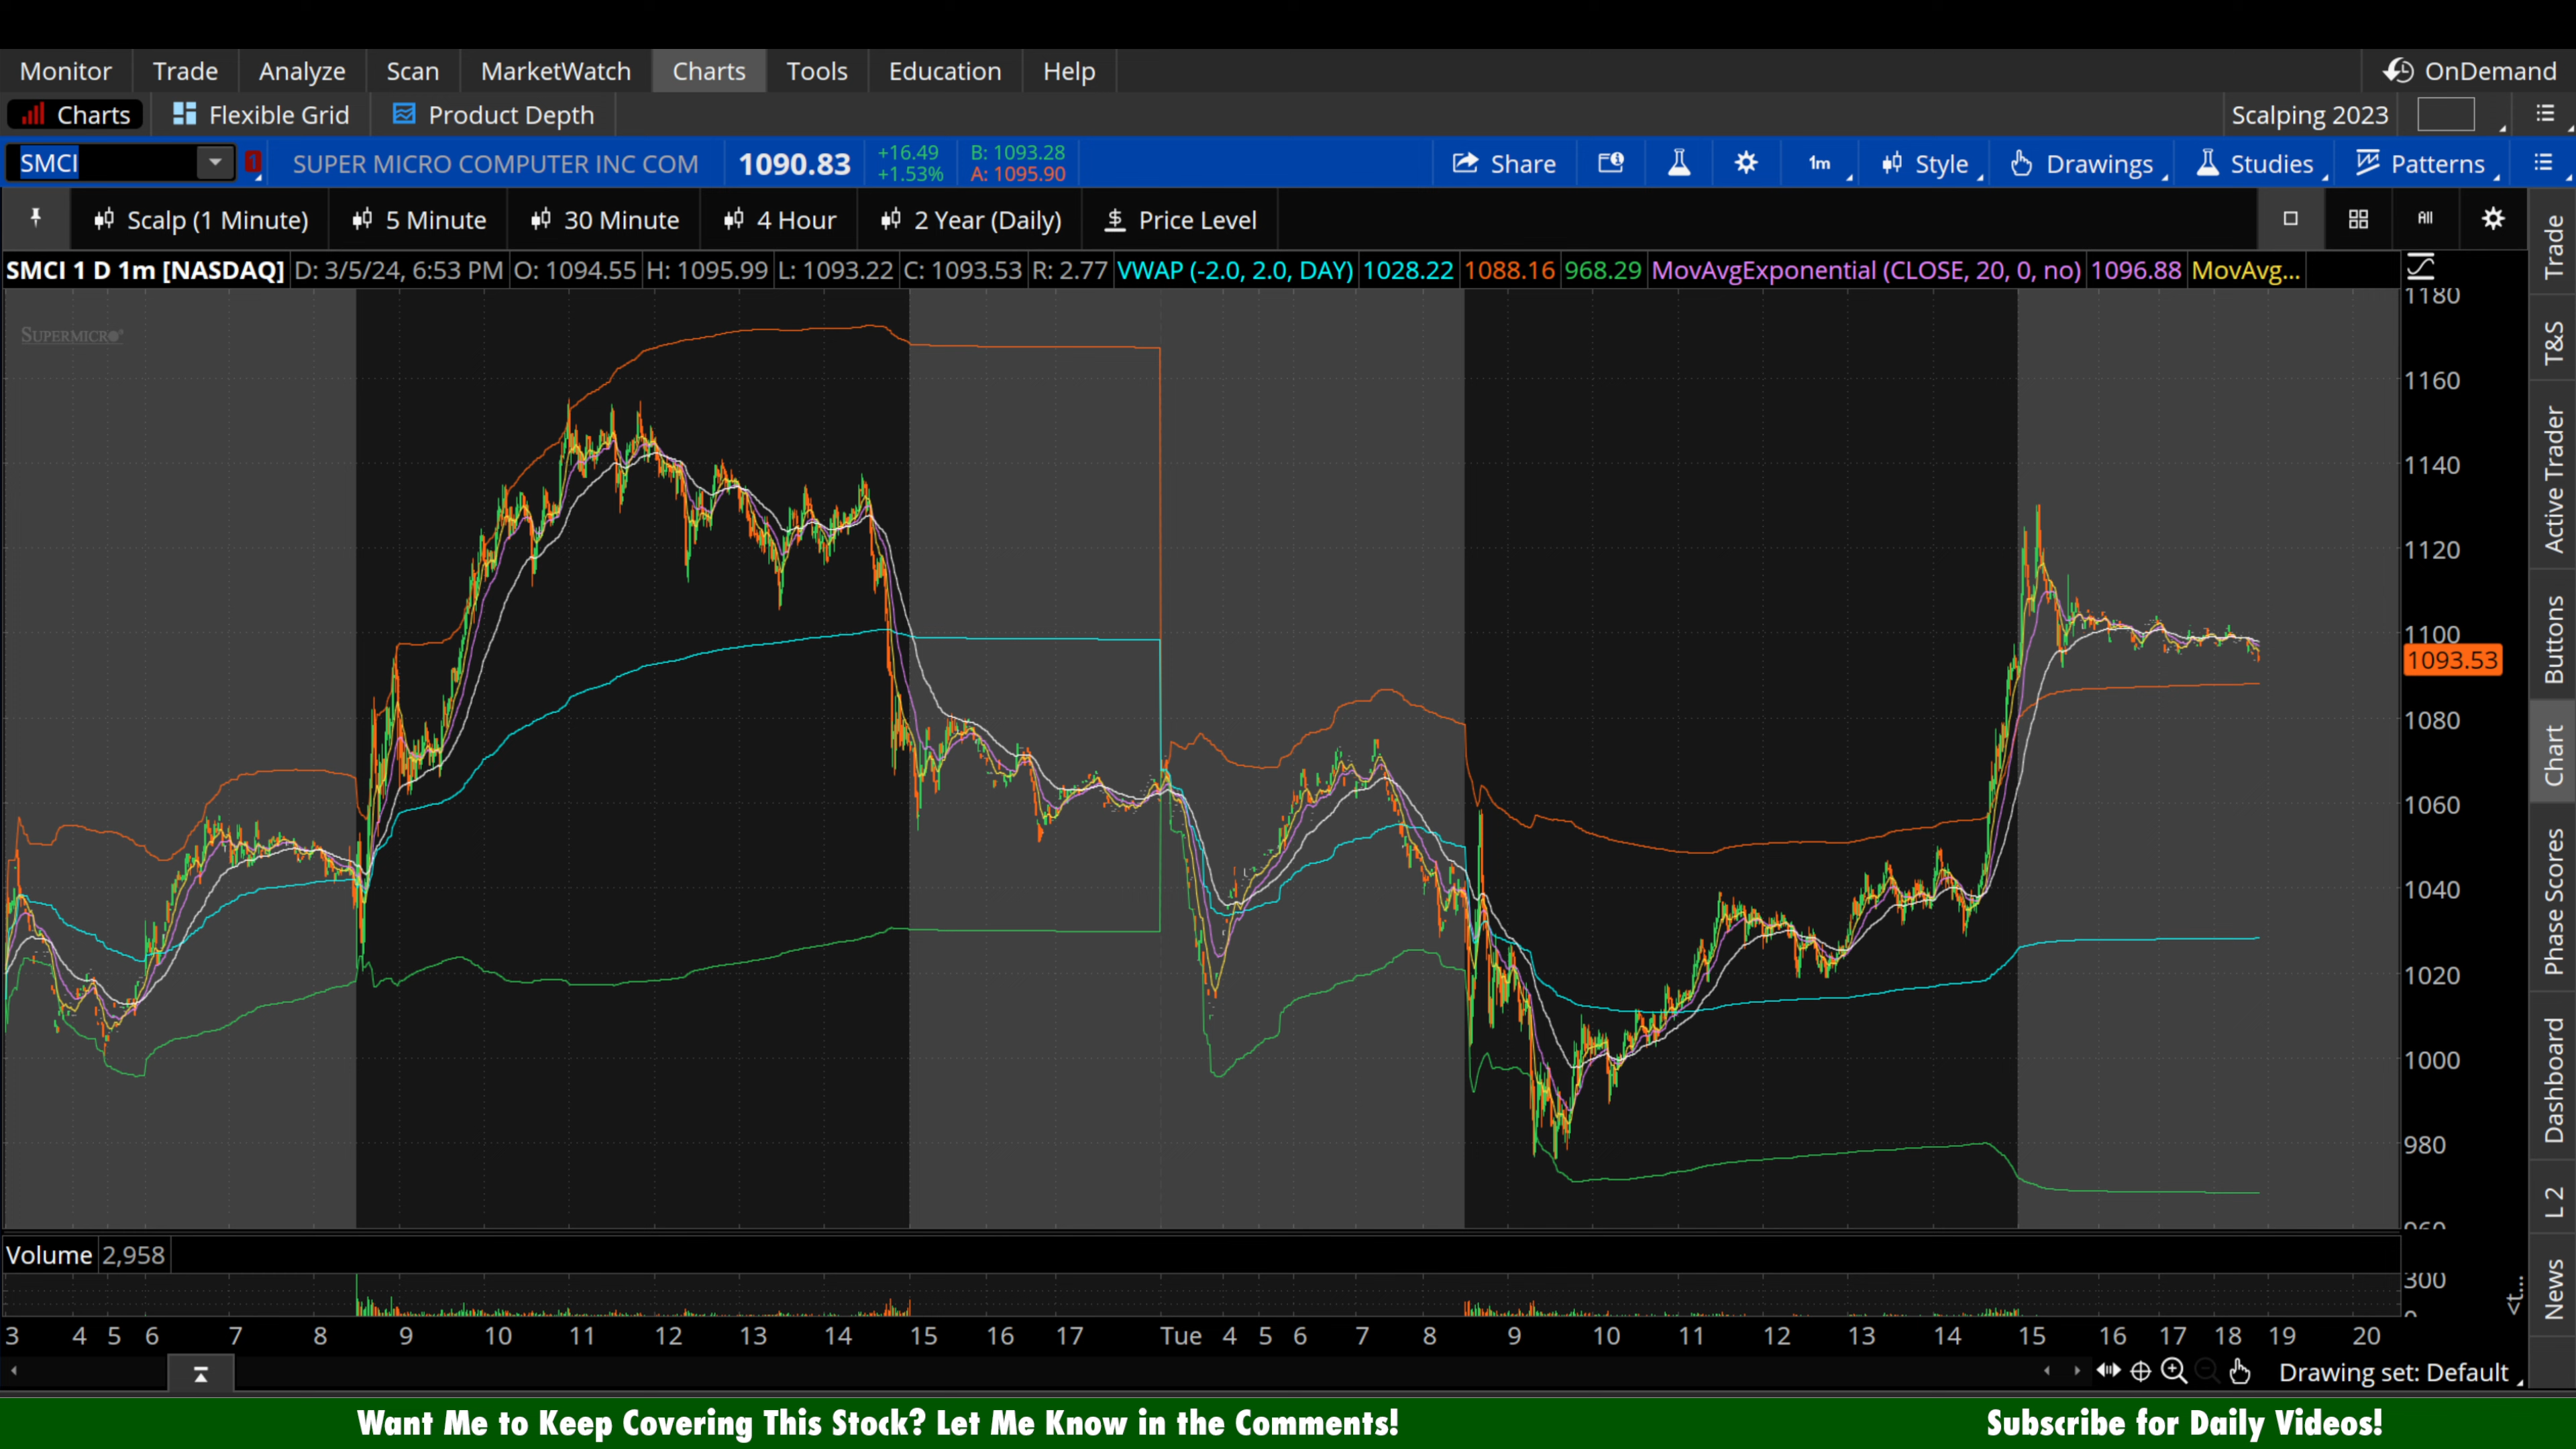 Monitor Trade Analyze Scan MarketWatch Charts Tools Education Help OnDemand
Charts Flexible Grid Product Depth Scalping 2023
SMCI 1 SUPER MICRO COMPUTER INC COM 1090.83 +16.49 B: 1093.28 Share 1m Style Drawings Studies Patterns
+1.53% A: 1095.90
Scalp (1 Minute) 5 Minute 30 Minute 4 Hour 2 Year (Daily) $ Price Level All
SMCI 1 D 1m [NASDAQ] D: 3/5/24, 6:53 PM O: 1094.55 H: 1095.99 L: 1093.22 C: 1093.53 R: 2.77 VWAP (-2.0, 2.0, DAY) 1028.22 1088.16 968.29 MovAvgExponential (CLOSE, 20, 0, no) 1096.88 MovAvg...
SUPERMICRO
1180
1160
1140
1120
1100
1093.53
1080
1060
1040
1020
1000
980
960
Trade
T&S
Active Trader
Buttons
Chart
Phase Scores
Dashboard
L 2
News
Volume 2,958
300
0
<t...
3 4 5 6 7 8 9 10 11 12 13 14 15 16 17 Tue 4 5 6 7 8 9 10 11 12 13 14 15 16 17 18 19 20
Drawing set: Default
Want Me to Keep Covering This Stock? Let Me Know in the Comments! Subscribe for Daily Videos!